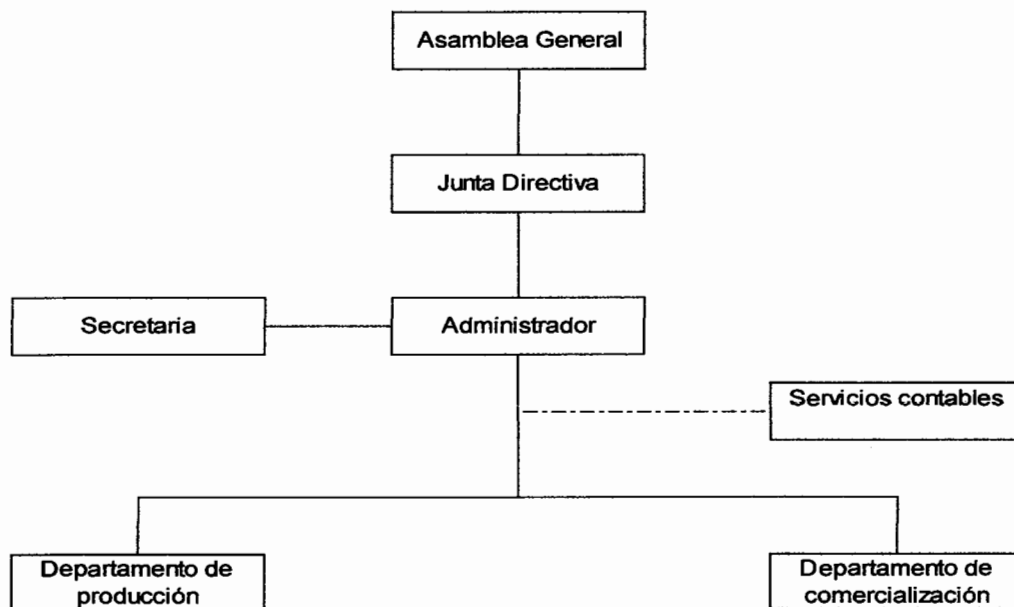 Asamblea General
Junta Directiva
Secretaria
Administrador
Servicios contables
Departamento de
producción
Departamento de
comercialización